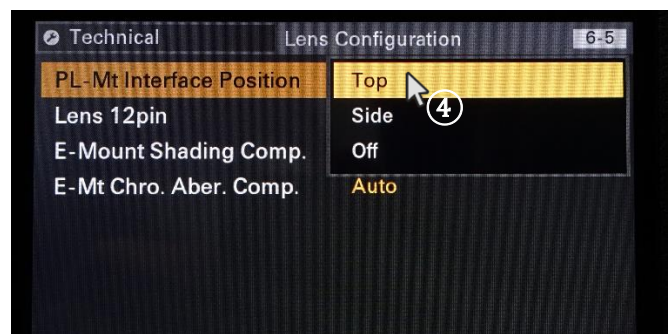 Technical Lens Configuration 6-5
PL-Mt Interface Position Top
④
Lens 12pin Side
E-Mount Shading Comp. Off
E-Mt Chro. Aber. Comp. Auto